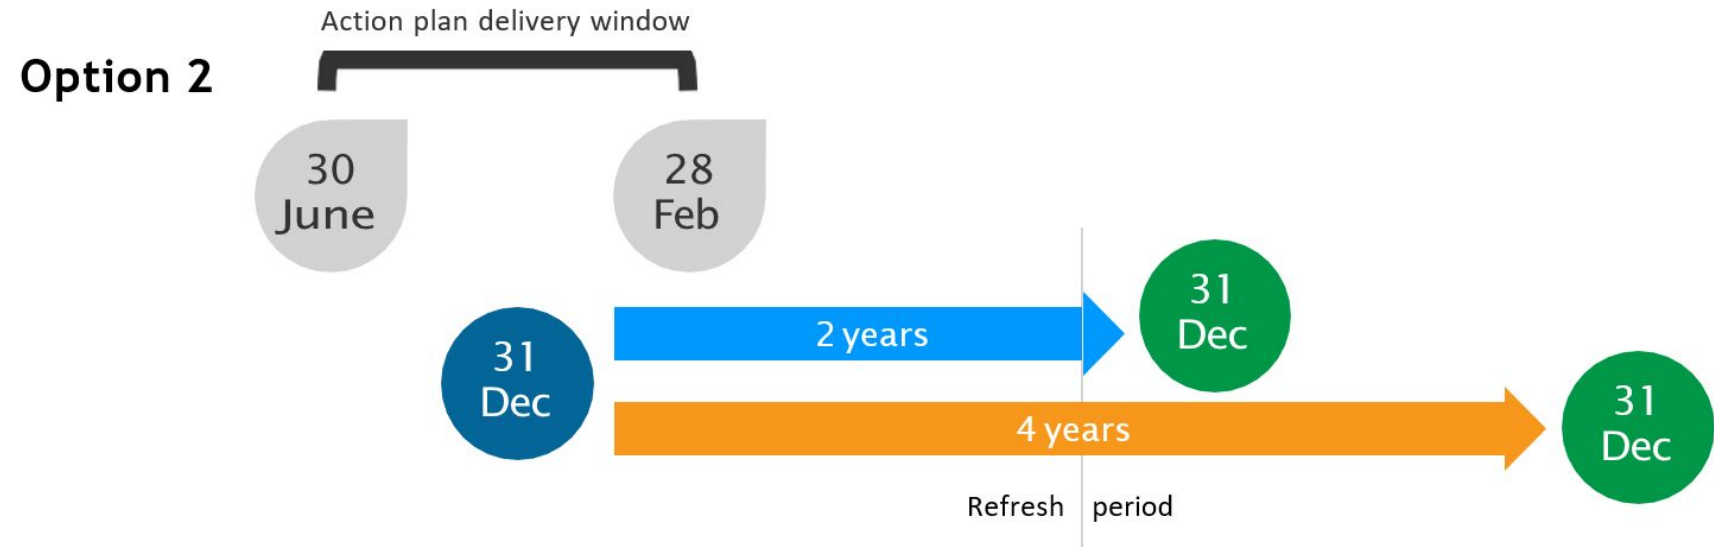 Action plan delivery window
Option 2
30
June
28
Feb
31
Dec
2 years
31
Dec
4 years
31
Dec
Refresh period